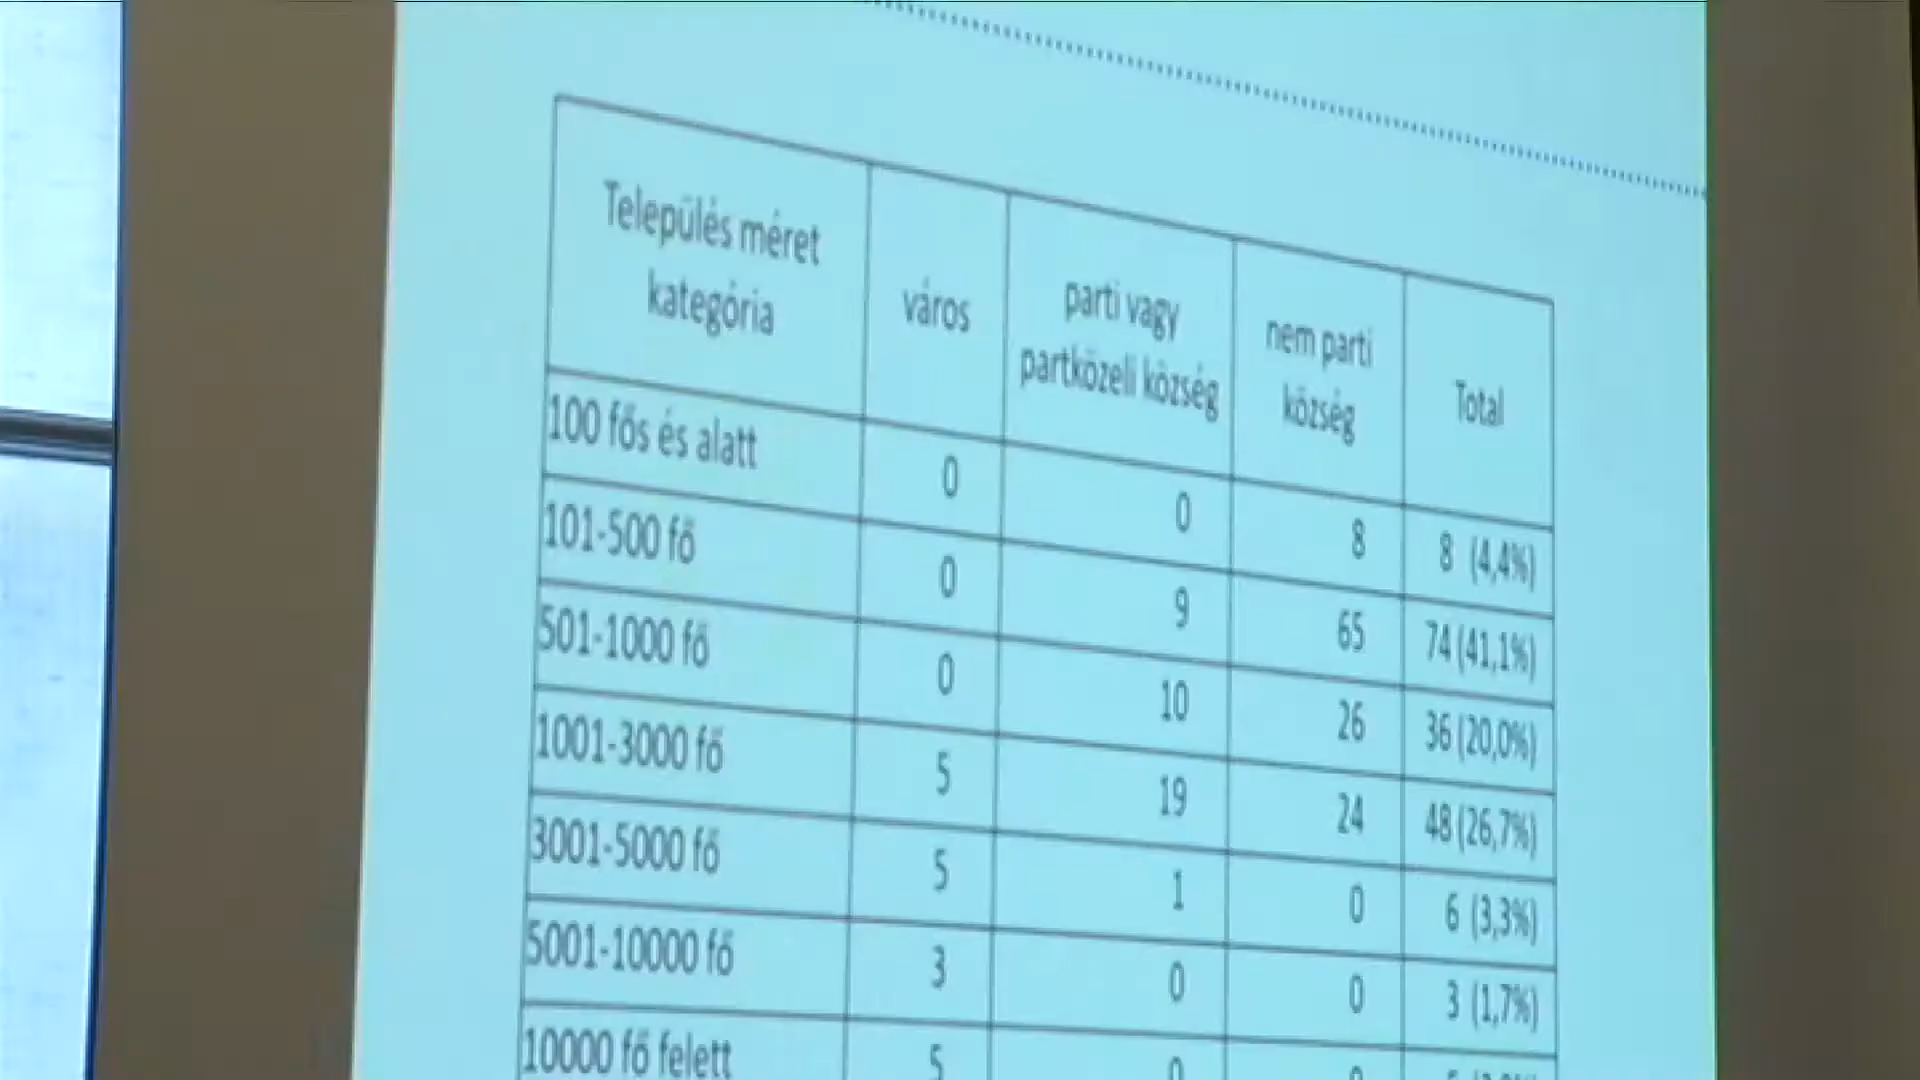 Település méret
kategória
város
parti vagy
partközeli község
nem parti
község
Total
100 fős és alatt 0 0 8 8 (4,4%)
101-500 fő 0 9 65 74 (41,1%)
501-1000 fő 0 10 26 36 (20,0%)
1001-3000 fő 5 19 24 48 (26,7%)
3001-5000 fő 5 1 0 6 (3,3%)
5001-10000 fő 3 0 0 3 (1,7%)
10000 fő felett 5 0 0